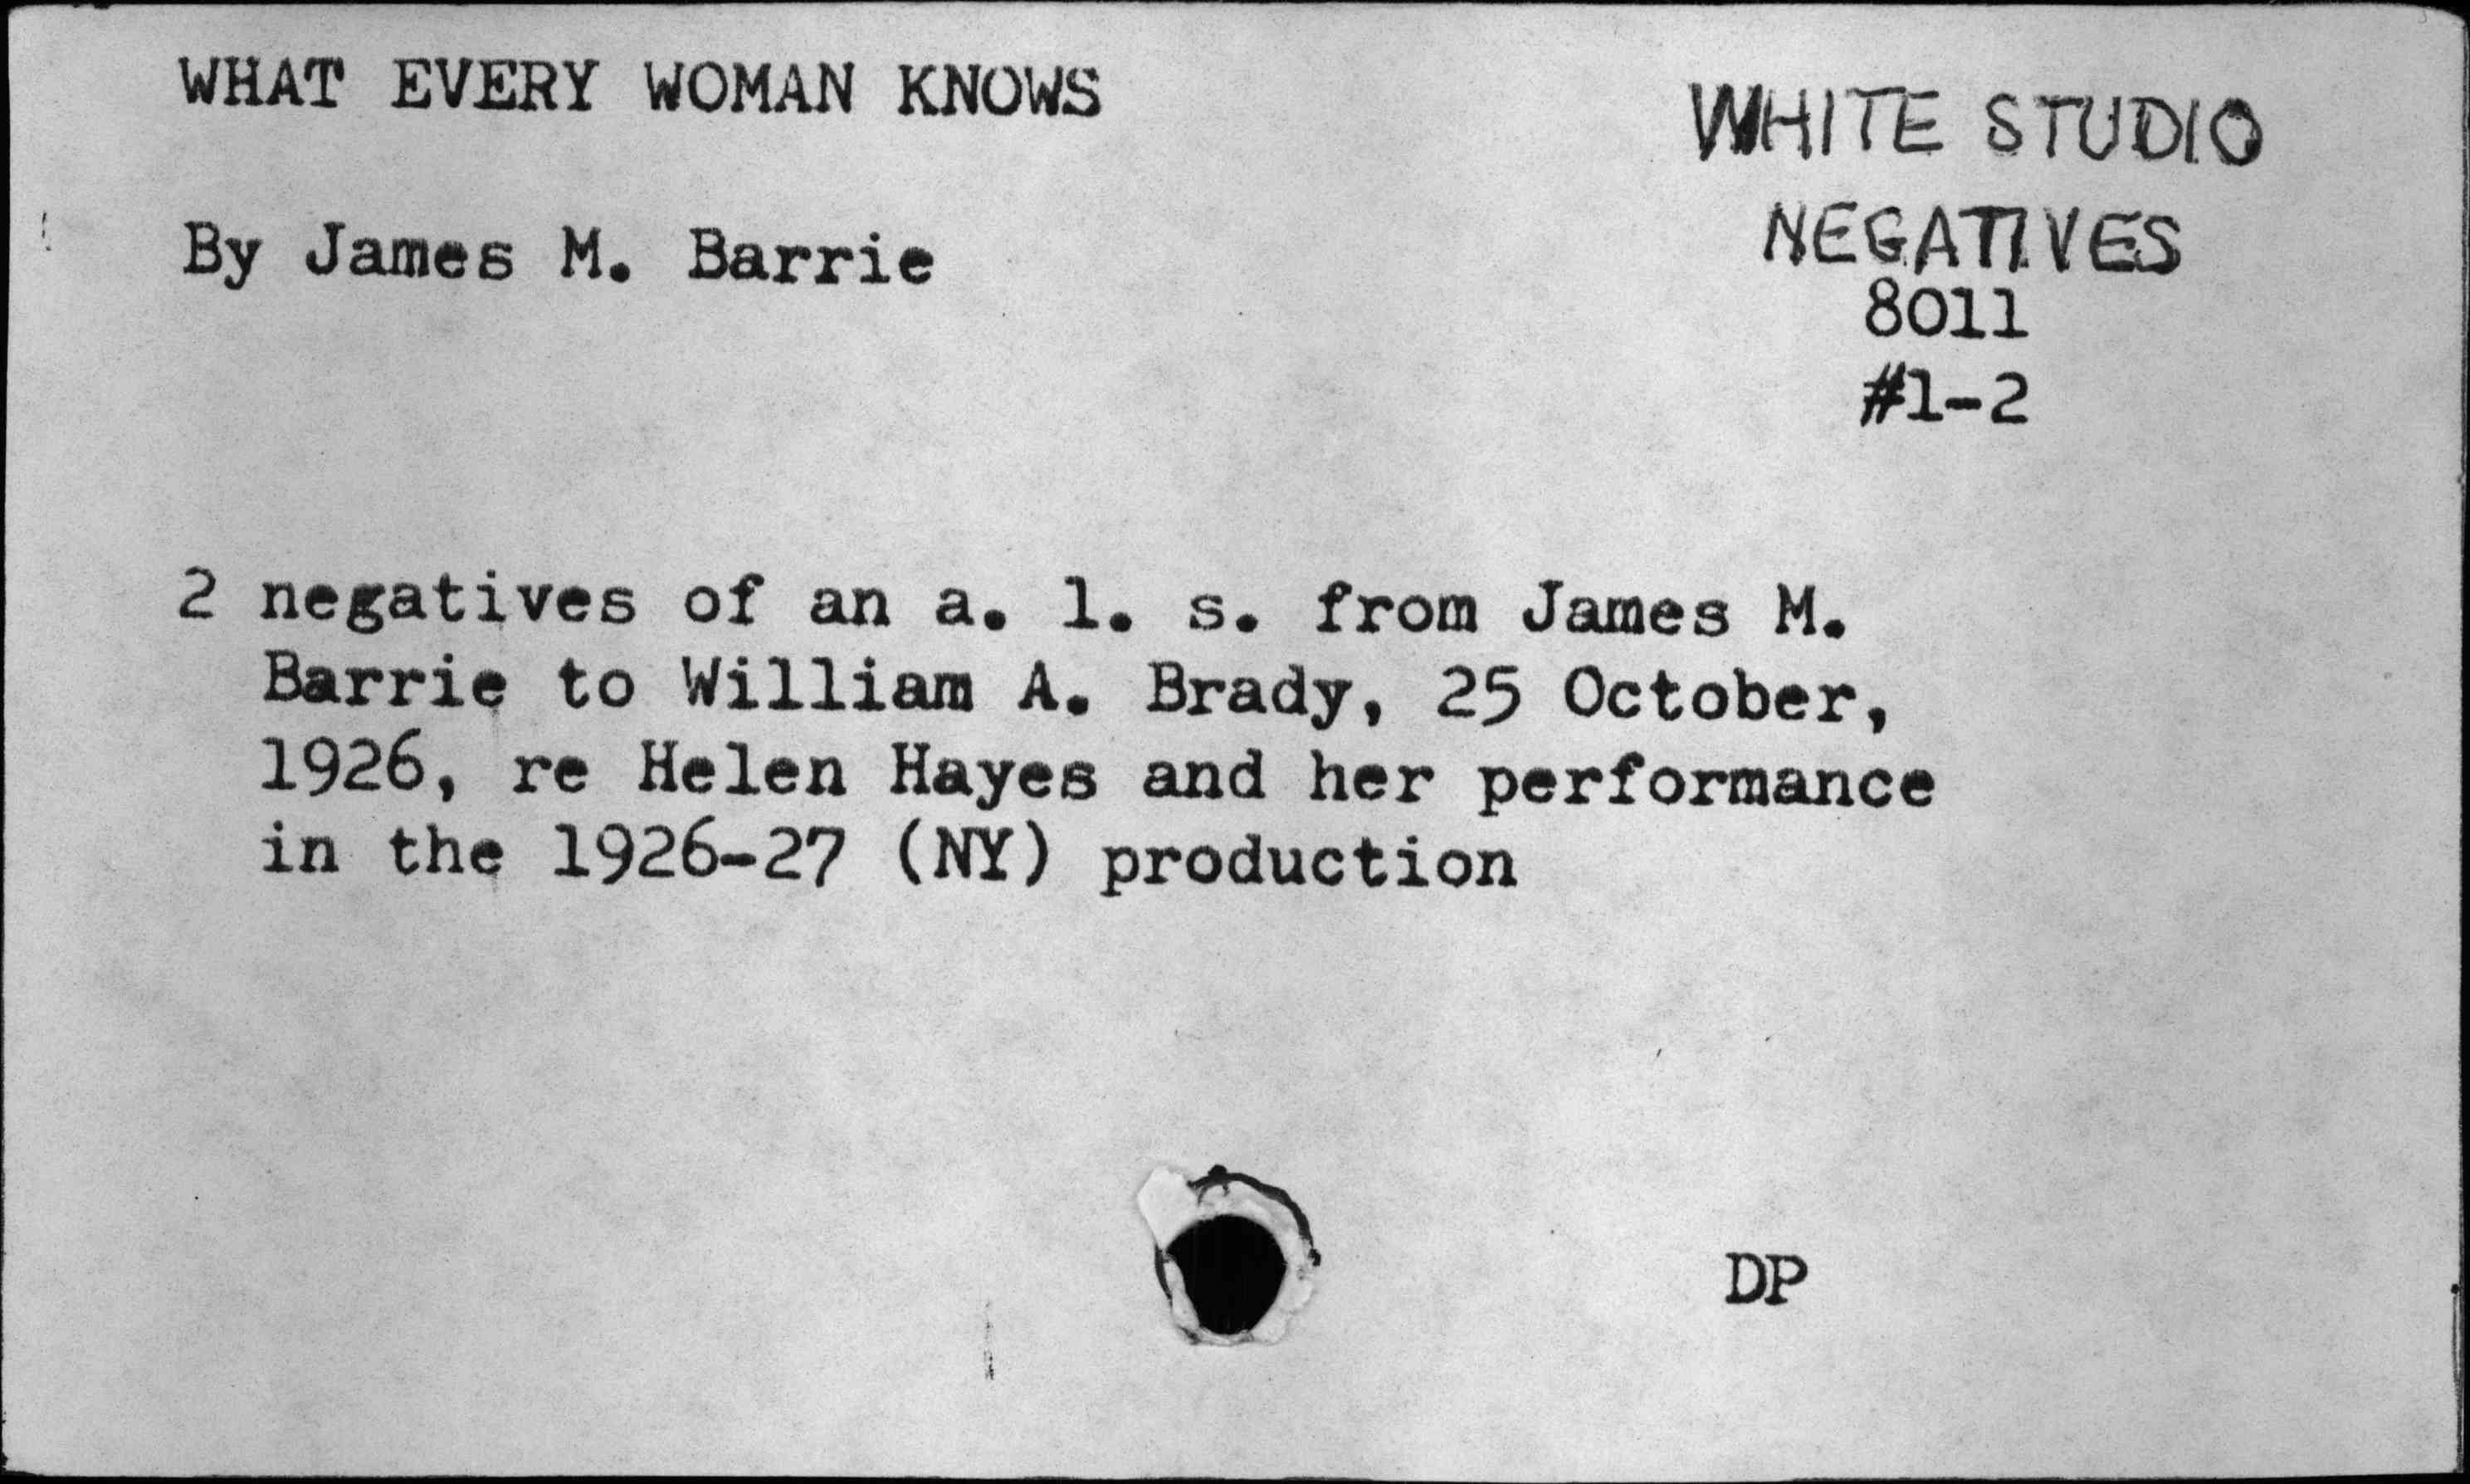 WHAT EVERY WOMAN KNOWS
WHITE STUDIO
By James M. Barrie
NEGATIVES
8011
#1-2
2 negatives of an a. l. s. from James M.
Barrie to William A. Brady, 25 October,
1926, re Helen Hayes and her performance
in the 1926-27 (NY) production
DP